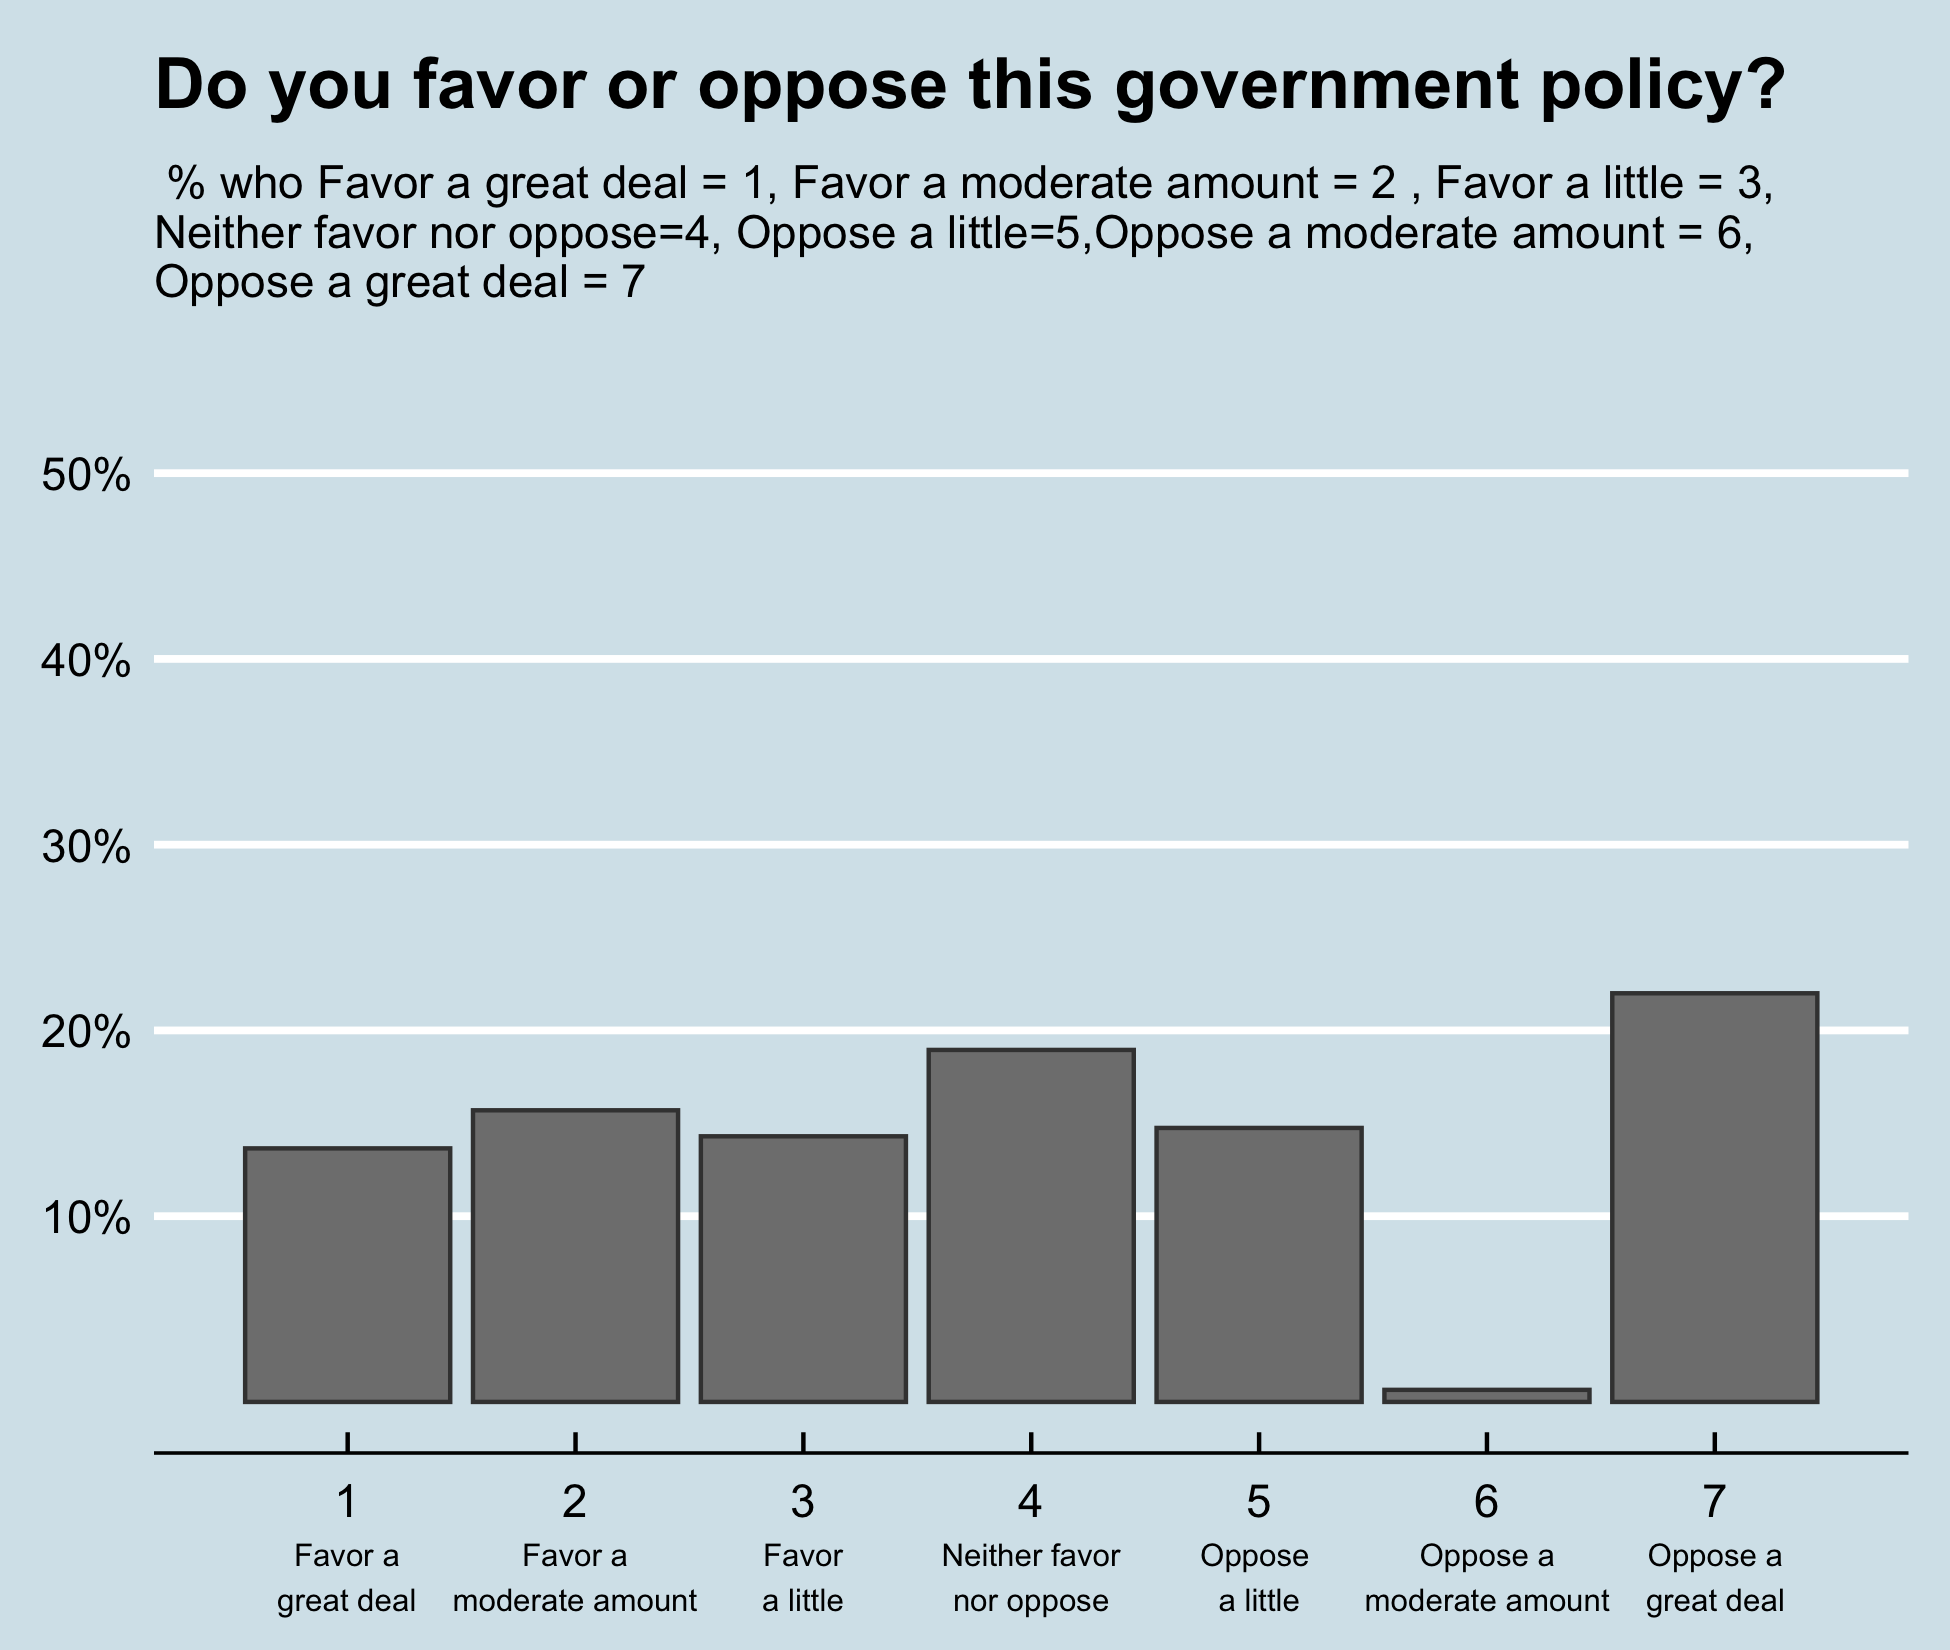 Do you favor or oppose this government policy?
% who Favor a great deal = 1, Favor a moderate amount = 2 , Favor a little = 3,
Neither favor nor oppose=4, Oppose a little=5,Oppose a moderate amount = 6,
Oppose a great deal = 7
50%
40%
30%
20%
10%
1 2 3 4 5 6 7
Favor a Favor a Favor Neither favor Oppose Oppose a Oppose a
great deal moderate amount a little nor oppose a little moderate amount great deal